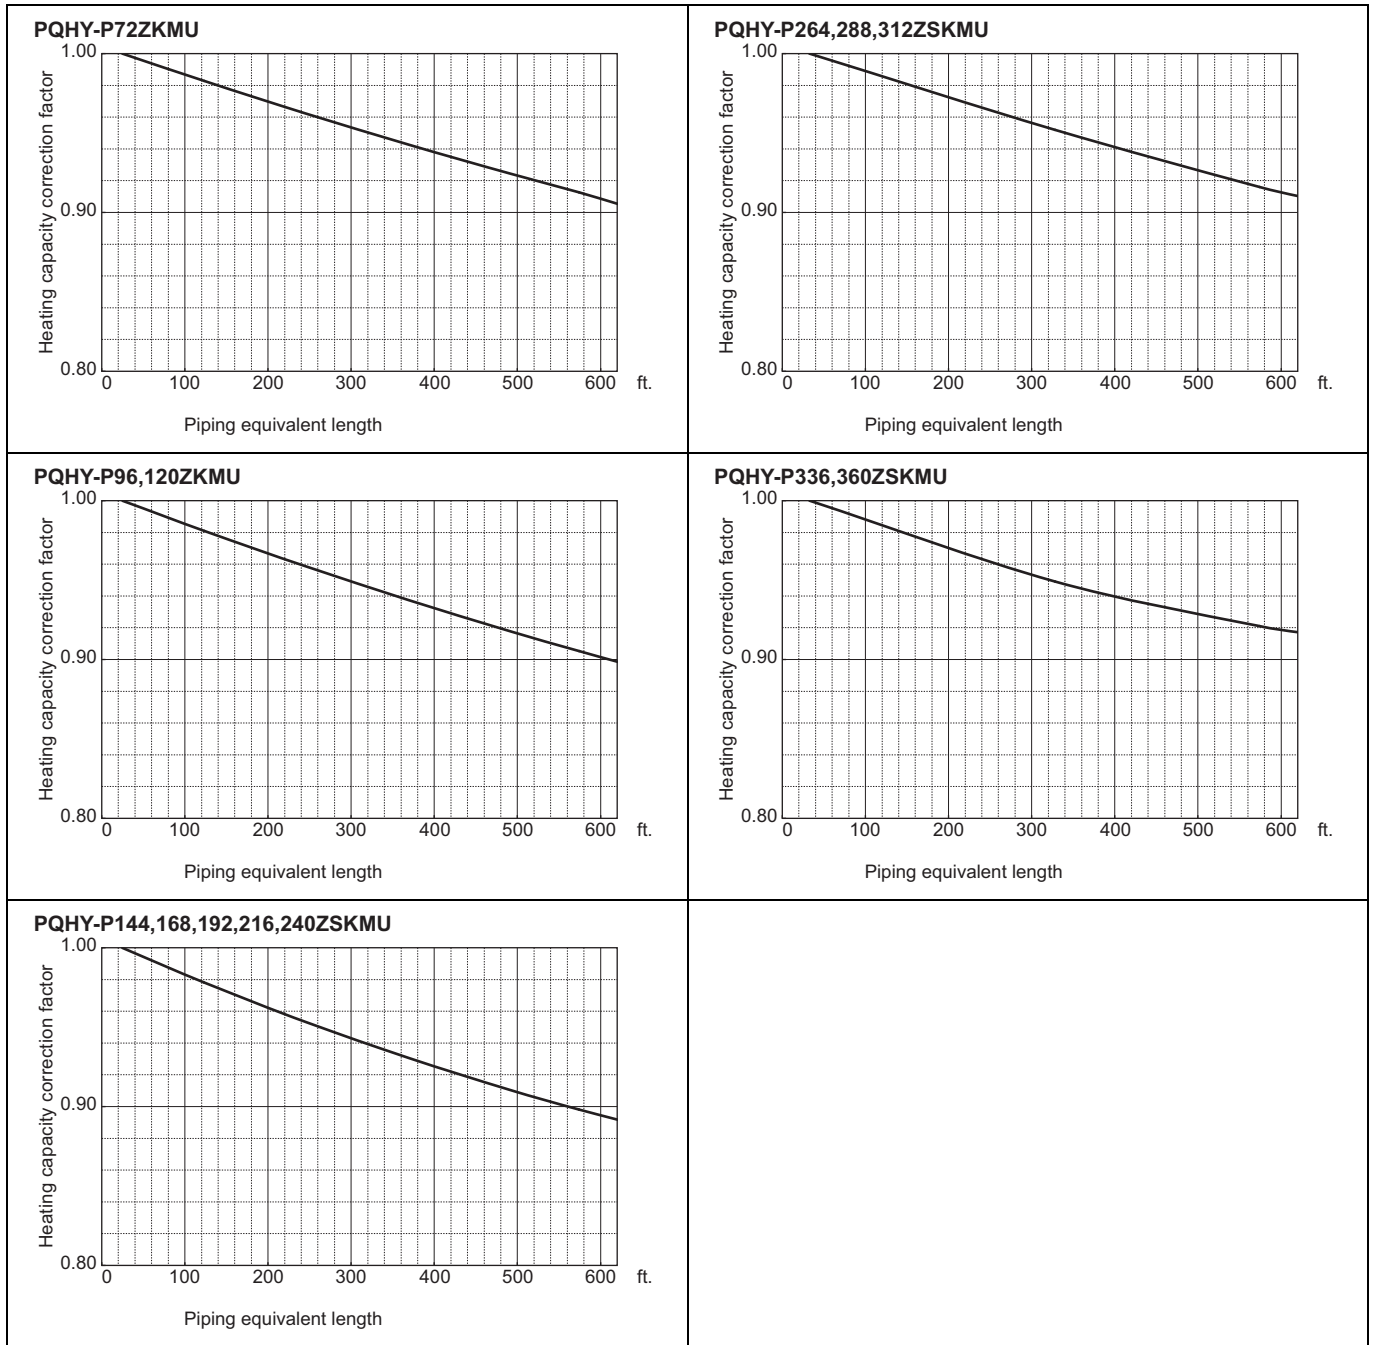 PQHY-P72ZKMU
1.00
0.90
0.80
Heating capacity correction factor
0 100 200 300 400 500 600 ft.
Piping equivalent length
PQHY-P264,288,312ZSKMU
1.00
0.90
0.80
Heating capacity correction factor
0 100 200 300 400 500 600 ft.
Piping equivalent length
PQHY-P96,120ZKMU
1.00
0.90
0.80
Heating capacity correction factor
0 100 200 300 400 500 600 ft.
Piping equivalent length
PQHY-P336,360ZSKMU
1.00
0.90
0.80
Heating capacity correction factor
0 100 200 300 400 500 600 ft.
Piping equivalent length
PQHY-P144,168,192,216,240ZSKMU
1.00
0.90
0.80
Heating capacity correction factor
0 100 200 300 400 500 600 ft.
Piping equivalent length